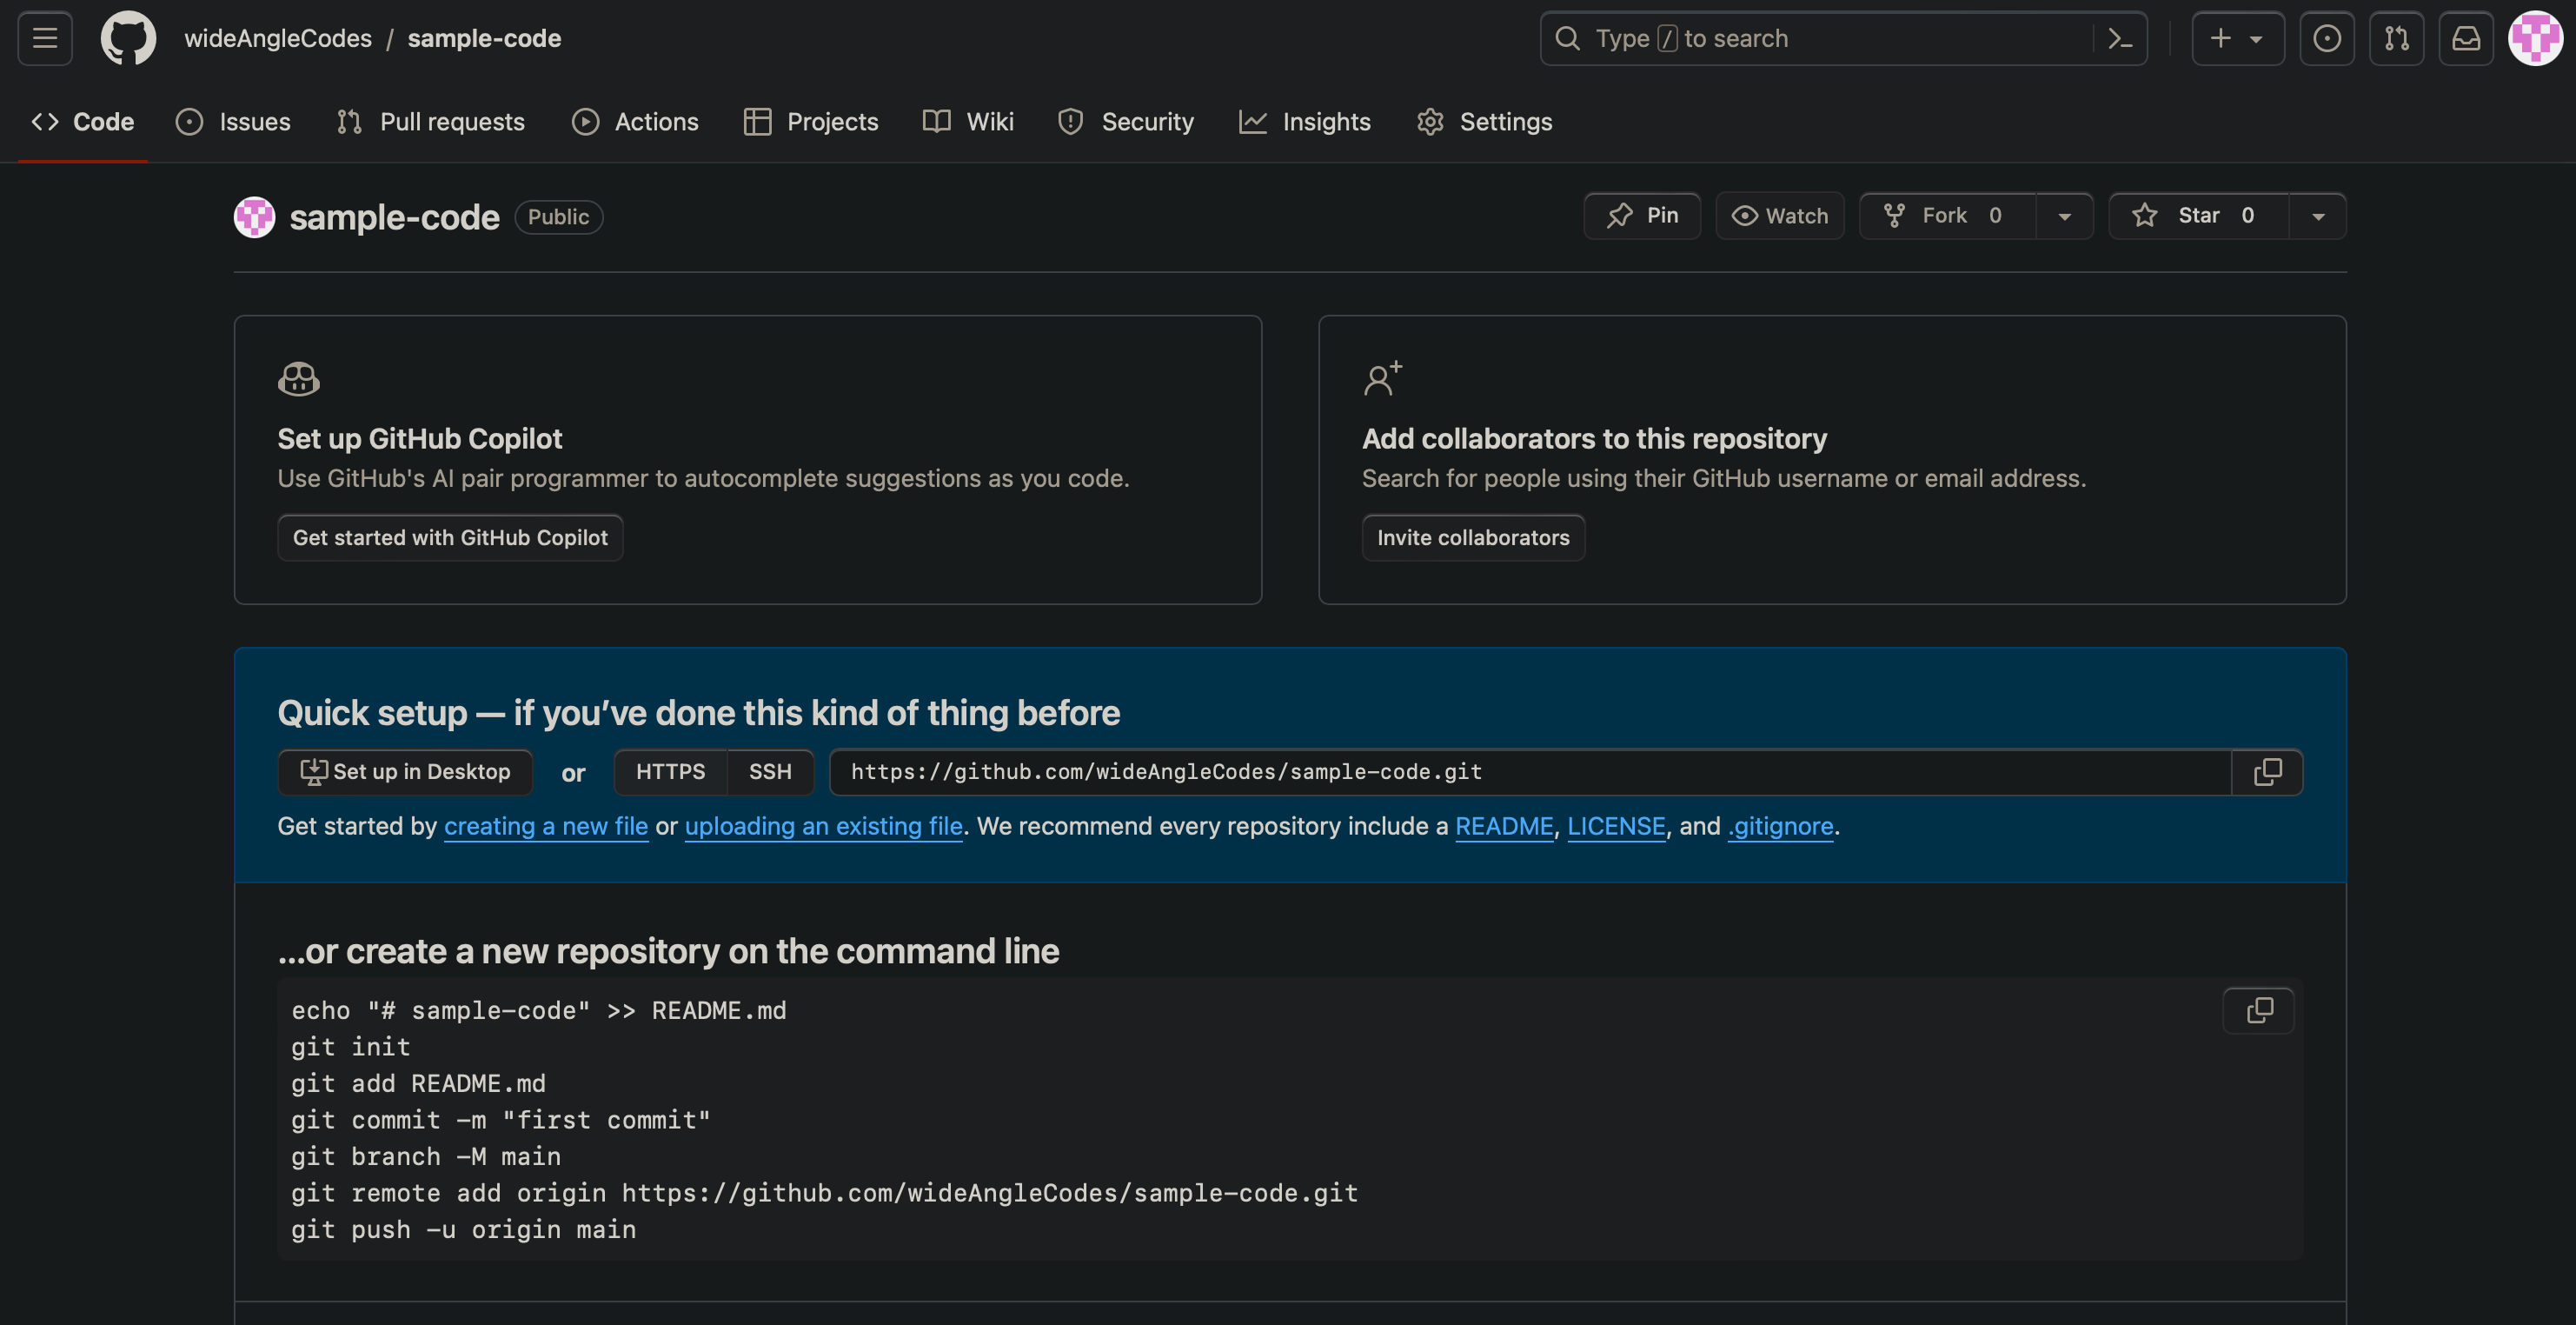 wideAngleCodes / sample-code
Type / to search
Code Issues Pull requests Actions Projects Wiki Security Insights Settings
sample-code Public
Pin Watch Fork 0 Star 0
Set up GitHub Copilot
Use GitHub's AI pair programmer to autocomplete suggestions as you code.
Get started with GitHub Copilot
Add collaborators to this repository
Search for people using their GitHub username or email address.
Invite collaborators
Quick setup — if you’ve done this kind of thing before
Set up in Desktop or HTTPS SSH https://github.com/wideAngleCodes/sample-code.git
Get started by creating a new file or uploading an existing file. We recommend every repository include a README, LICENSE, and .gitignore.
…or create a new repository on the command line
echo "# sample-code" >> README.md
git init
git add README.md
git commit -m "first commit"
git branch -M main
git remote add origin https://github.com/wideAngleCodes/sample-code.git
git push -u origin main